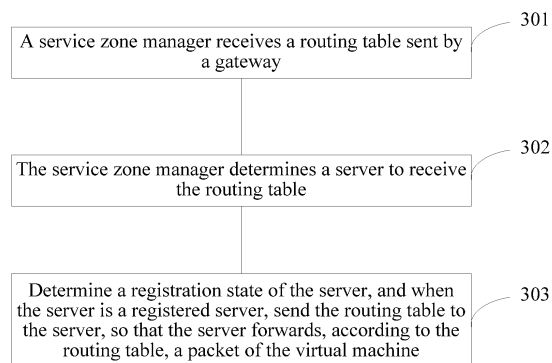 301
A service zone manager receives a routing table sent by
a gateway
302
The service zone manager determines a server to receive
the routing table
303
Determine a registration state of the server, and when
the server is a registered server, send the routing table to
the server, so that the server forwards, according to the
routing table, a packet of the virtual machine